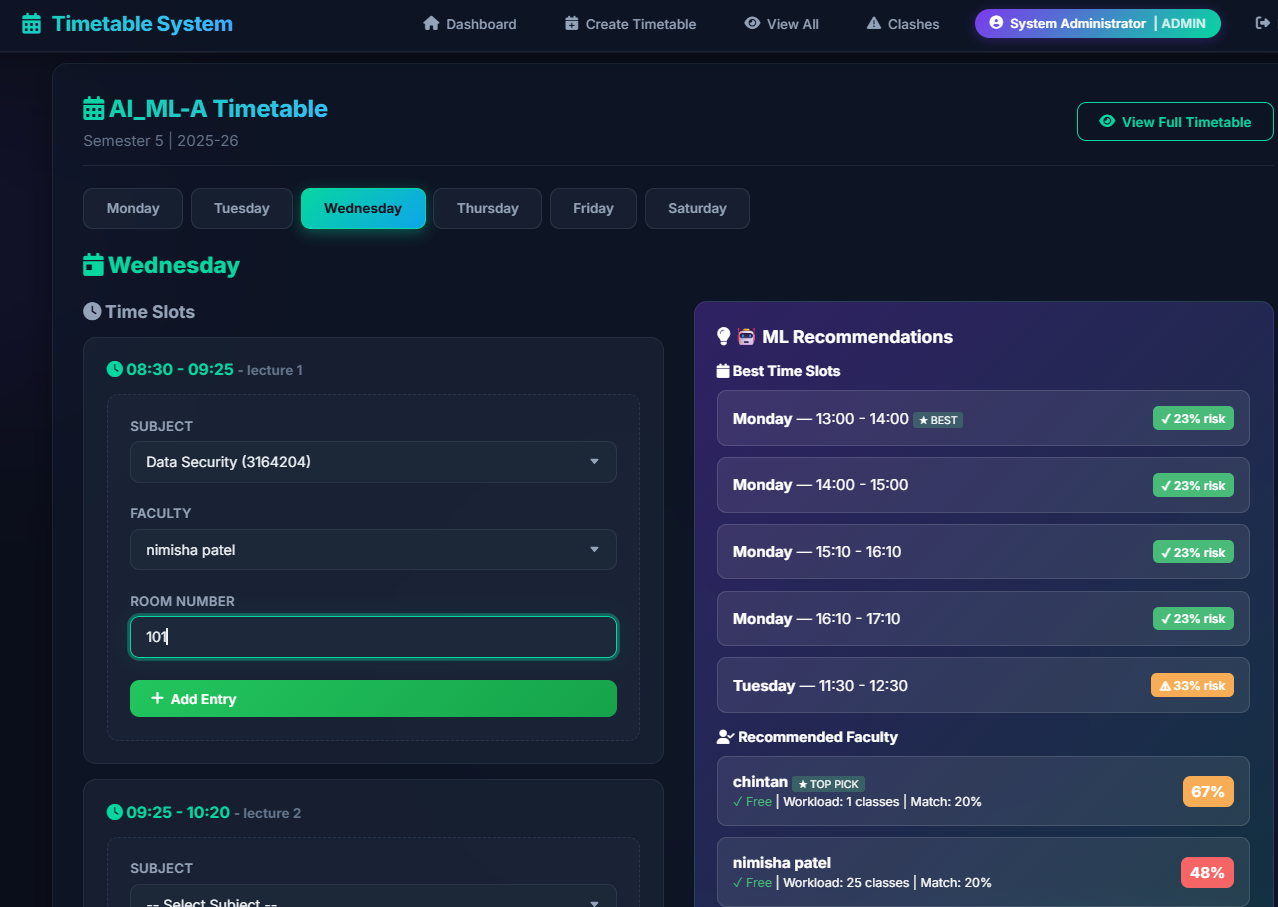 Timetable System
Dashboard
Create Timetable
View All
Clashes
System Administrator | ADMIN
AI_ML-A Timetable
Semester 5 | 2025-26
View Full Timetable
Monday
Tuesday
Wednesday
Thursday
Friday
Saturday
Wednesday
Time Slots
08:30 - 09:25 - lecture 1
SUBJECT
Data Security (3164204)
FACULTY
nimisha patel
ROOM NUMBER
101
+ Add Entry
09:25 - 10:20 - lecture 2
SUBJECT
-- Select Subject --
ML Recommendations
Best Time Slots
Monday — 13:00 - 14:00 ★ BEST
✓ 23% risk
Monday — 14:00 - 15:00
✓ 23% risk
Monday — 15:10 - 16:10
✓ 23% risk
Monday — 16:10 - 17:10
✓ 23% risk
Tuesday — 11:30 - 12:30
⚠ 33% risk
Recommended Faculty
chintan ★ TOP PICK
✓ Free | Workload: 1 classes | Match: 20%
67%
nimisha patel
✓ Free | Workload: 25 classes | Match: 20%
48%